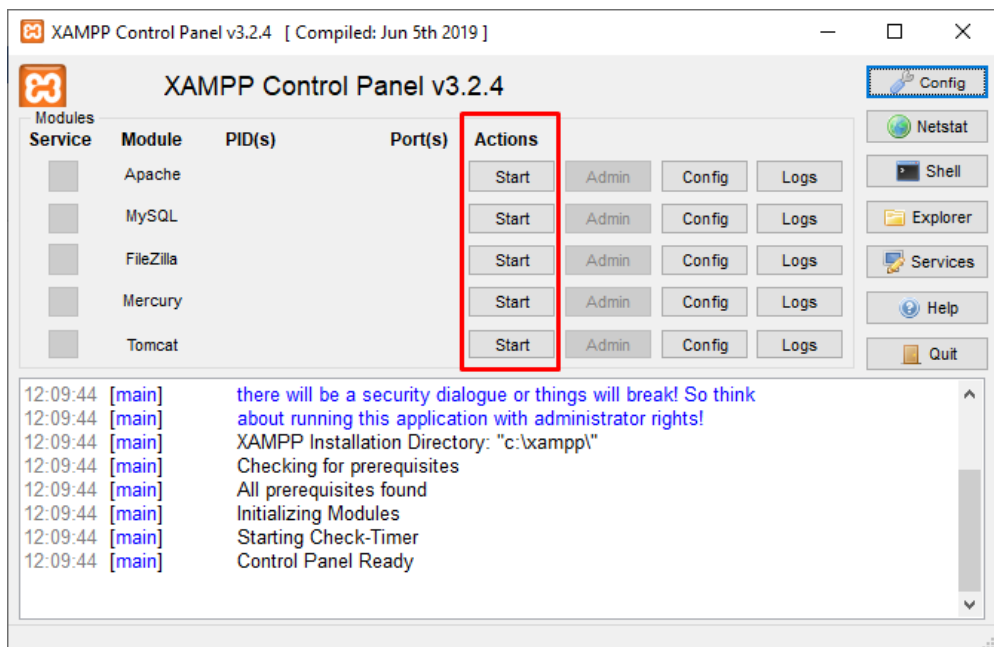 XAMPP Control Panel v3.2.4 [ Compiled: Jun 5th 2019 ]
XAMPP Control Panel v3.2.4
Config
Modules
Service Module PID(s) Port(s) Actions
Netstat
Apache Start Admin Config Logs
Shell
MySQL Start Admin Config Logs
Explorer
FileZilla Start Admin Config Logs
Services
Mercury Start Admin Config Logs
Help
Tomcat Start Admin Config Logs
Quit
12:09:44 [main] there will be a security dialogue or things will break! So think
12:09:44 [main] about running this application with administrator rights!
12:09:44 [main] XAMPP Installation Directory: "c:\xampp\"
12:09:44 [main] Checking for prerequisites
12:09:44 [main] All prerequisites found
12:09:44 [main] Initializing Modules
12:09:44 [main] Starting Check-Timer
12:09:44 [main] Control Panel Ready